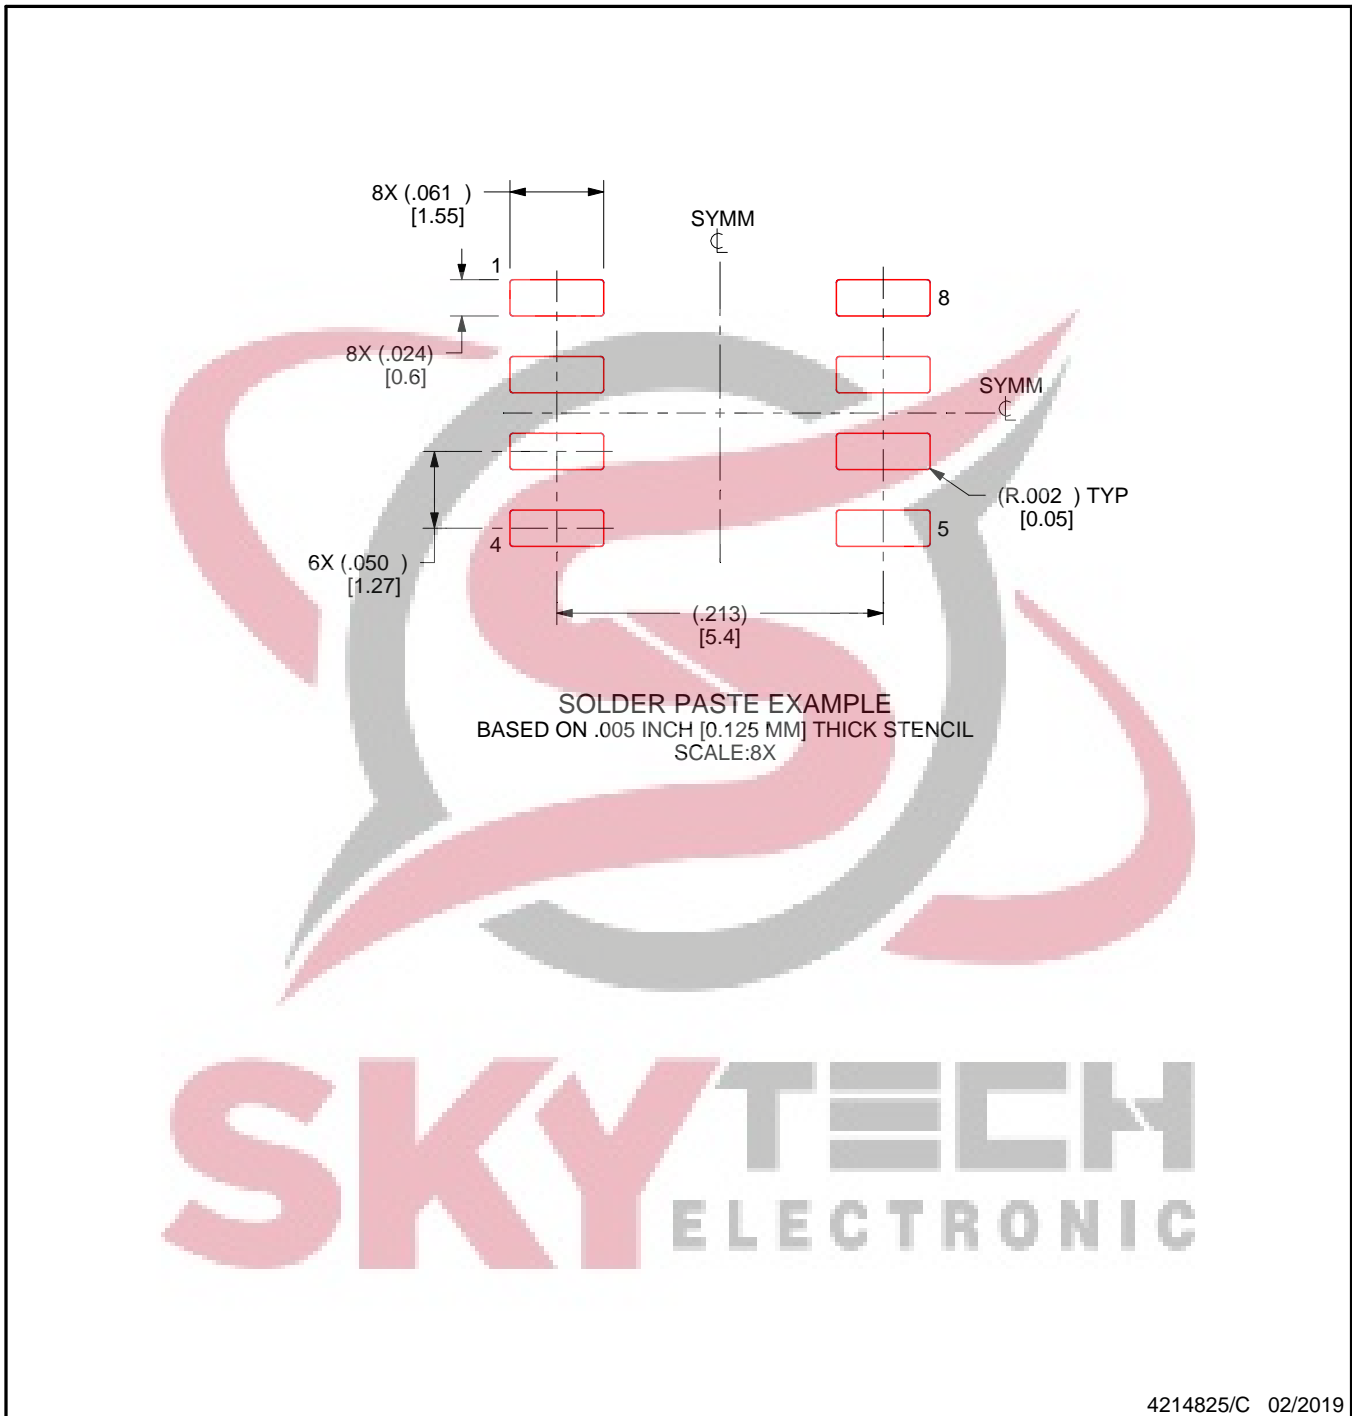 8X (.061 )
[1.55]
SYMM
1
8
8X (.024)
[0.6]
SYMM
(R.002 ) TYP
[0.05]
4
5
6X (.050 )
[1.27]
(.213)
[5.4]
SOLDER PASTE EXAMPLE
BASED ON .005 INCH [0.125 MM] THICK STENCIL
SCALE:8X
SKYTECH
ELECTRONIC
4214825/C 02/2019